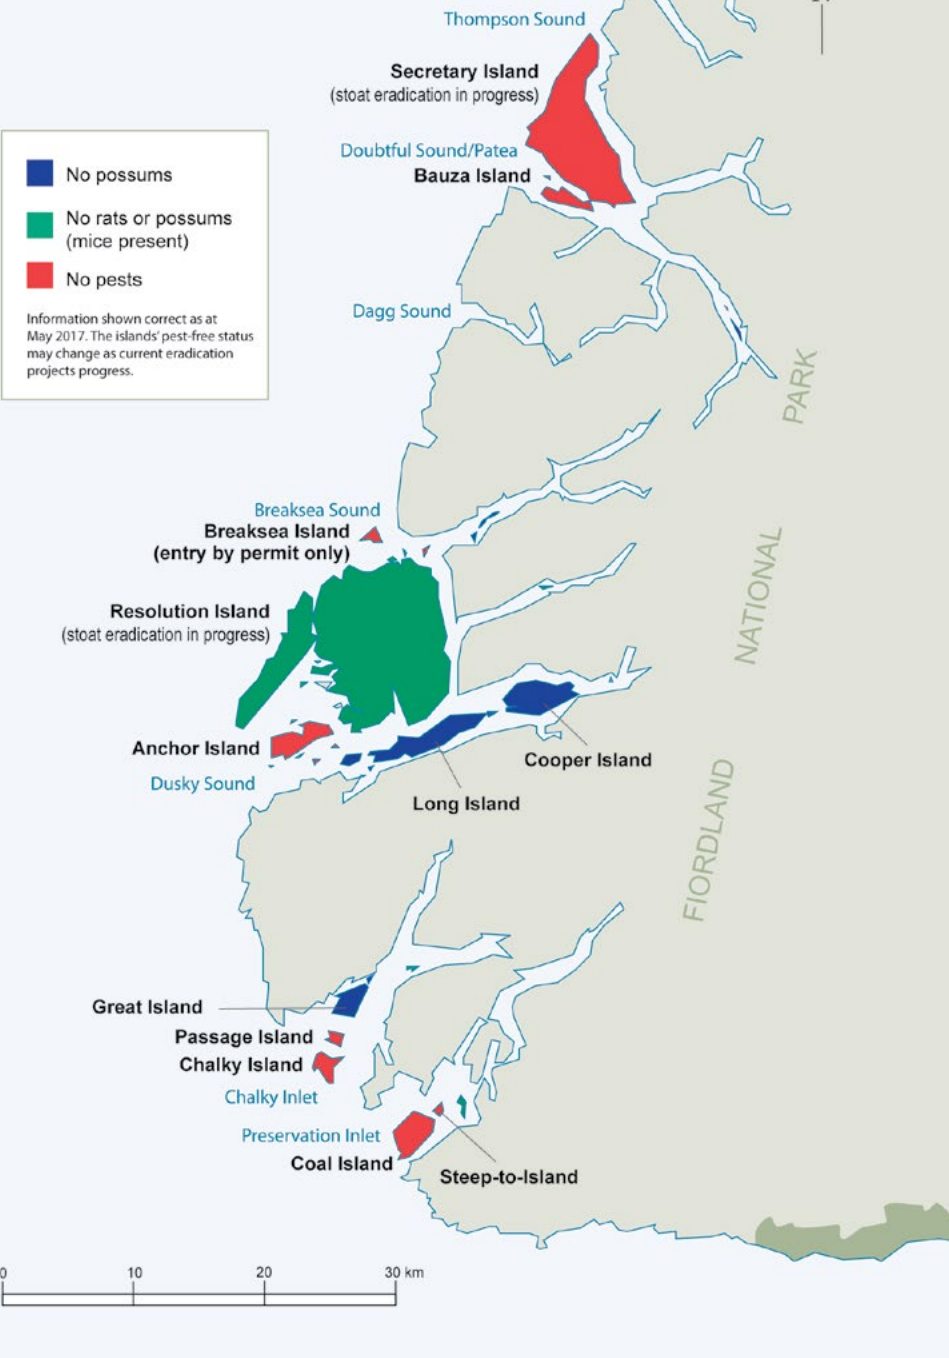 Thompson Sound
Secretary Island
(stoat eradication in progress)
Doubtful Sound/Patea
Bauza Island
No possums
No rats or possums
(mice present)
No pests
Information shown correct as at
May 2017. The islands' pest-free status
may change as current eradication
projects progress.
Dagg Sound
PARK
Breaksea Sound
Breaksea Island
(entry by permit only)
NATIONAL
Resolution Island
(stoat eradication in progress)
Anchor Island
Cooper Island
Dusky Sound
Long Island
FIORDLAND
Great Island
Passage Island
Chalky Island
Chalky Inlet
Preservation Inlet
Coal Island
Steep-to-Island
0 10 20 30 km